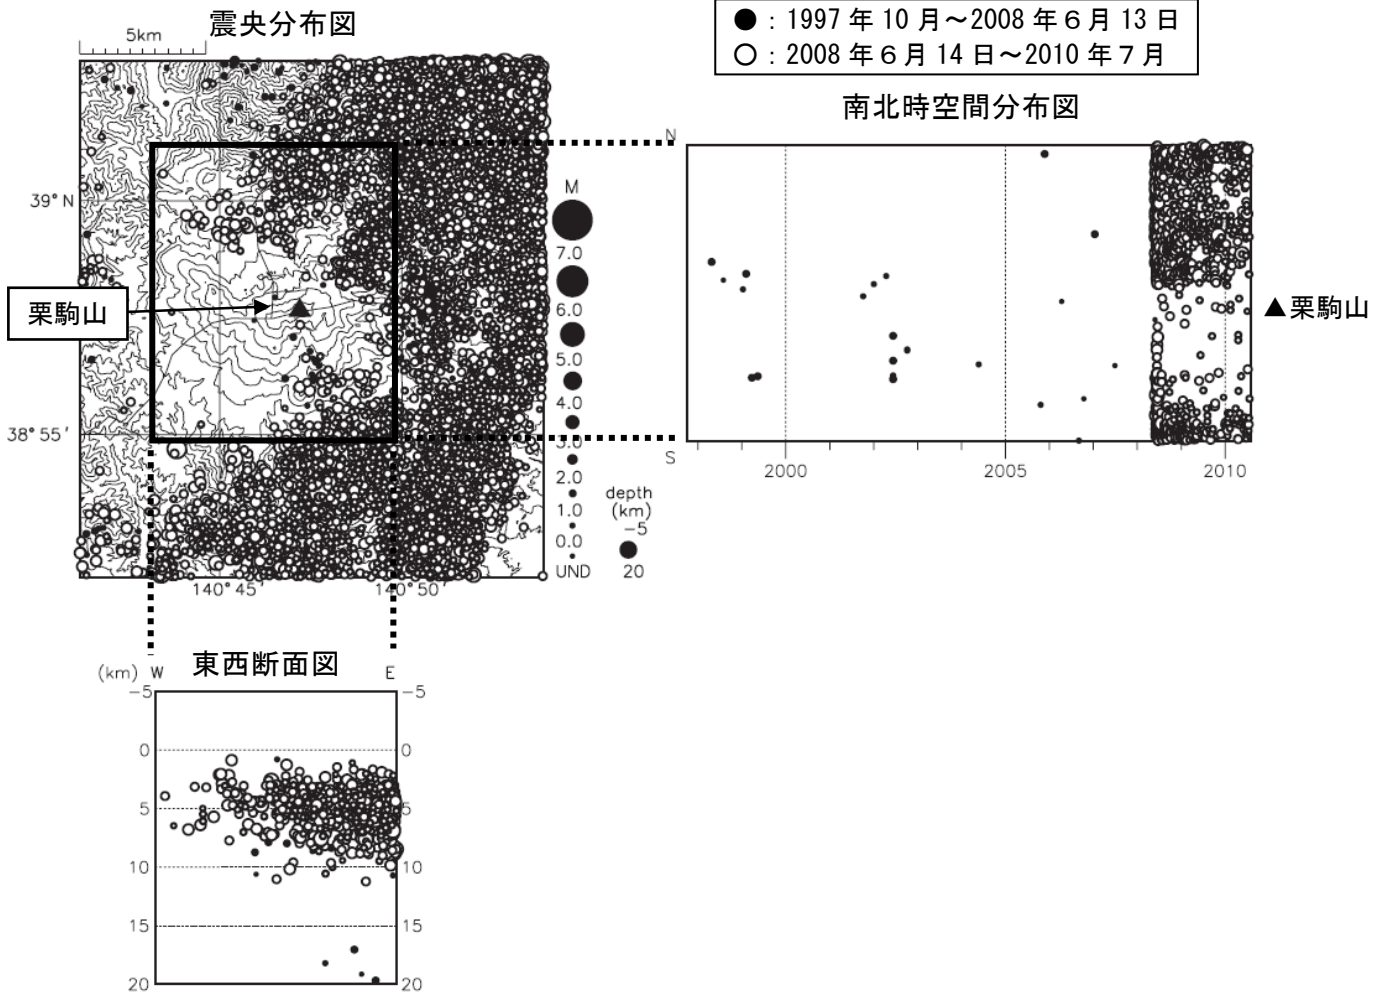 震央分布図
5km
●：1997 年 10 月～2008 年６月 13 日
○：2008 年６月 14 日～2010 年７月
39° N
38° 55′
140° 45′
140° 50′
栗駒山
M
7.0
6.0
5.0
4.0
3.0
2.0
1.0
0.0
UND
depth
(km)
-5
20
南北時空間分布図
N
S
2000
2005
2010
▲栗駒山
東西断面図
(km)
W
E
-5
0
5
10
15
20
-5
0
5
10
15
20